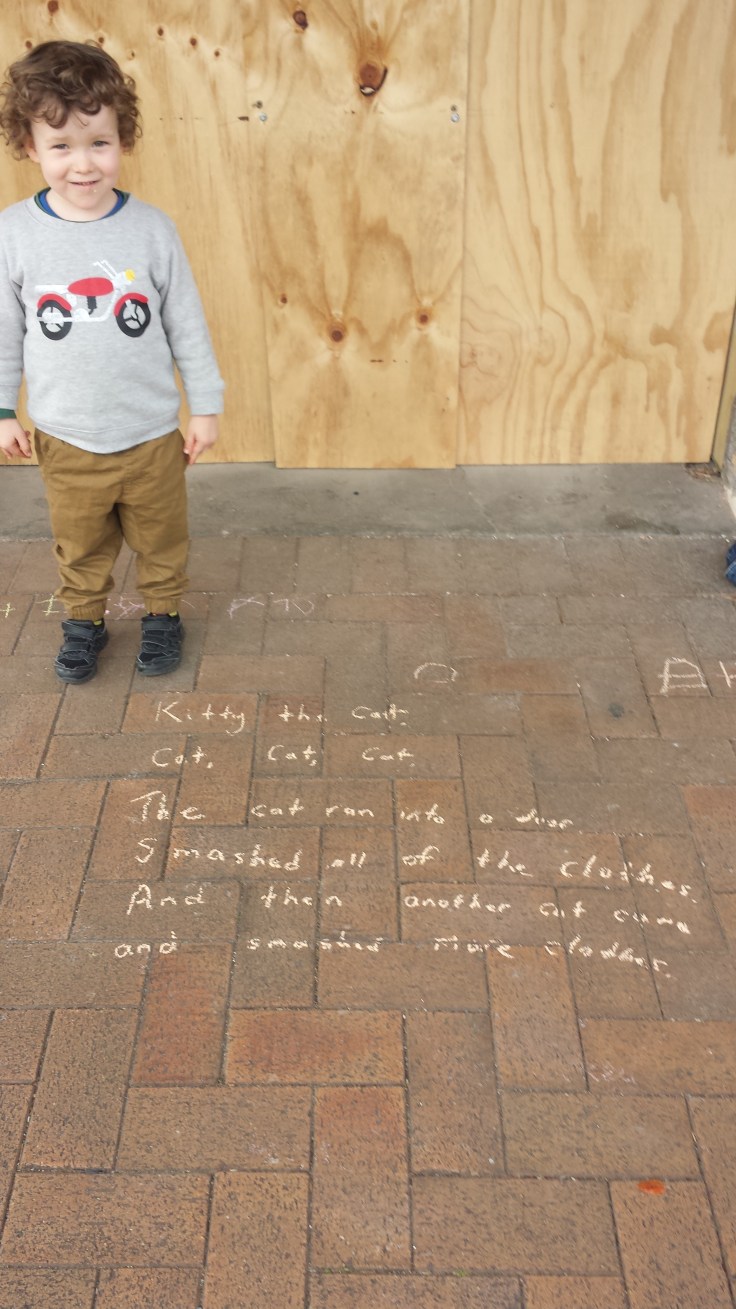 Kitty the Cat.
Cat, Cat, Cat.
The cat ran into a door
Smashed all of the clothes.
And then another cat came
and smashed more clothes.